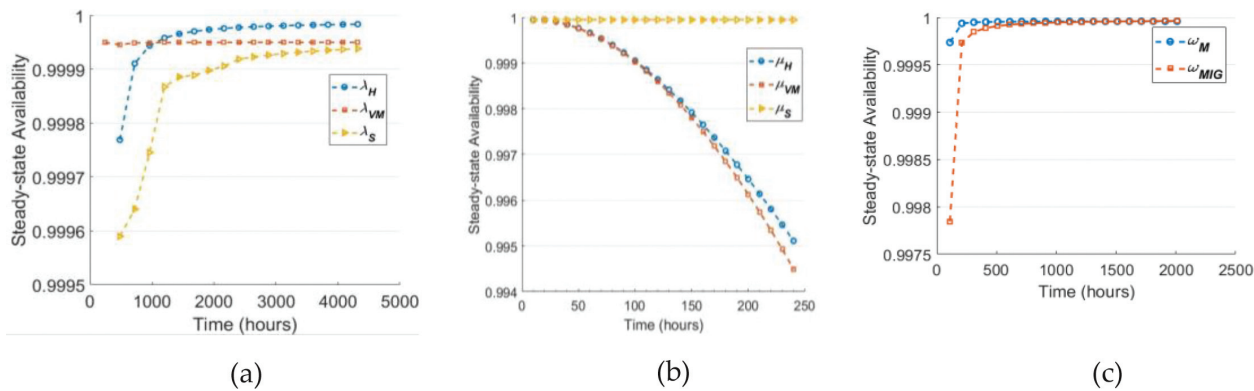 1
0.9999
0.9998
0.9997
0.9996
0.9995
Steady-state Availability
0
1000
2000
3000
4000
5000
Time (hours)
λH
λVM
λS
(a)
1
0.999
0.998
0.997
0.996
0.995
0.994
Steady-state Availability
0
50
100
150
200
250
Time (hours)
μH
μVM
μS
(b)
1
0.9995
0.999
0.9985
0.998
0.9975
Steady-state Availability
0
500
1000
1500
2000
2500
Time (hours)
ωM
ωMIG
(c)